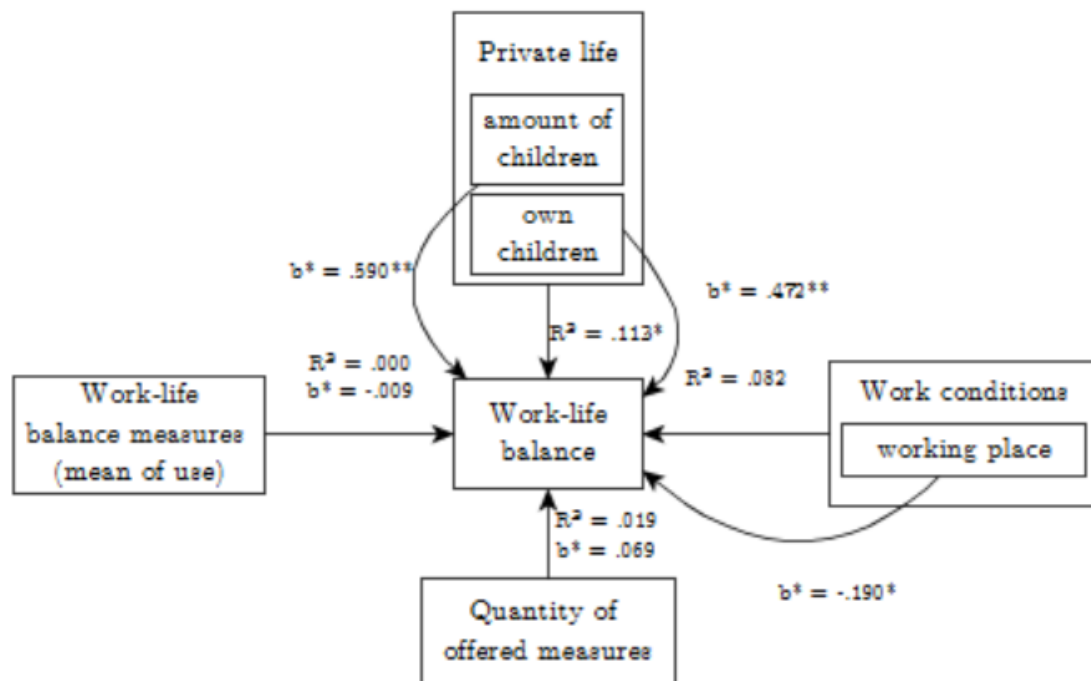 Private life
amount of
children
own
children
b* = .590**
b* = .472**
R² = .113*
R² = .000
b* = -.009
R² = .082
Work-life
balance measures
(mean of use)
Work-life
balance
Work conditions
working place
R² = .019
b* = .069
b* = -.190*
Quantity of
offered measures